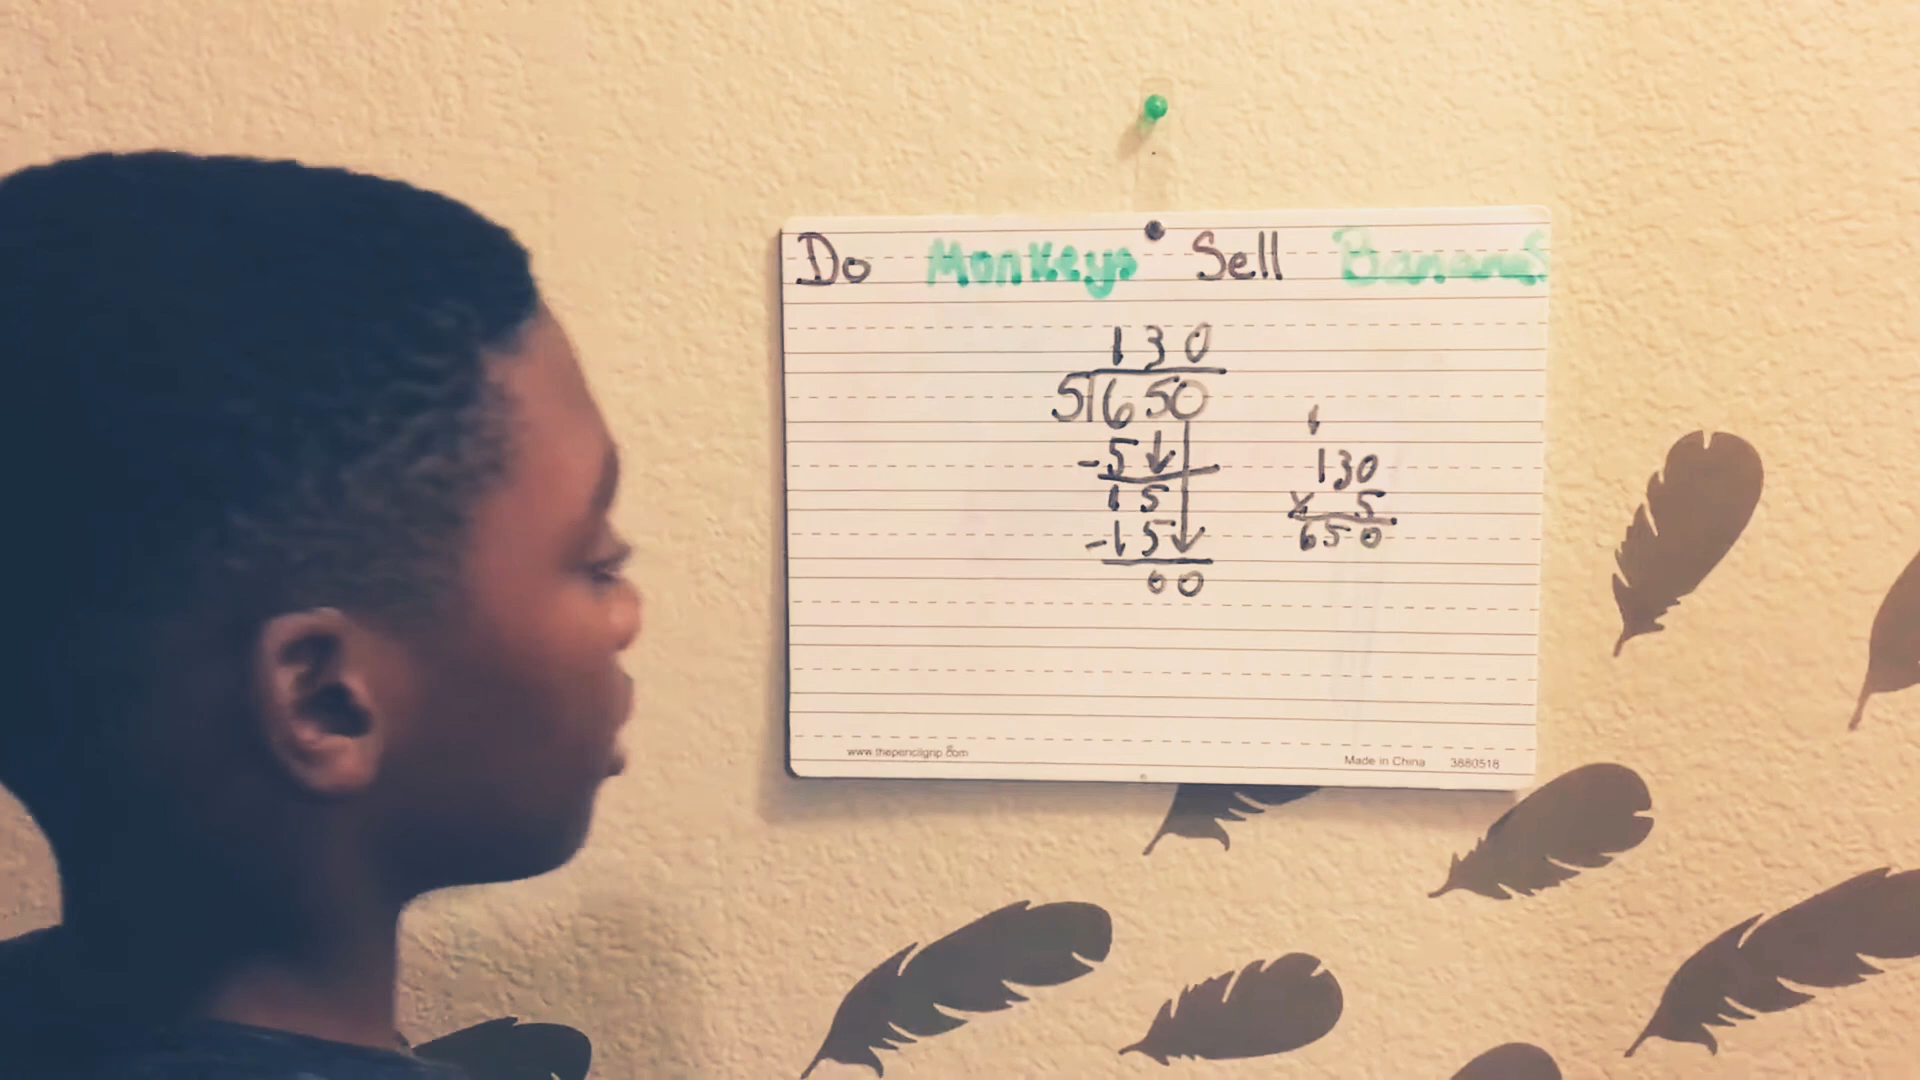 Do Monkeys Sell Bananas
130
5)650
-5↓
15
-15↓
00
1
130
x 5
650
www.thepencilgrip.com
Made in China 3880518